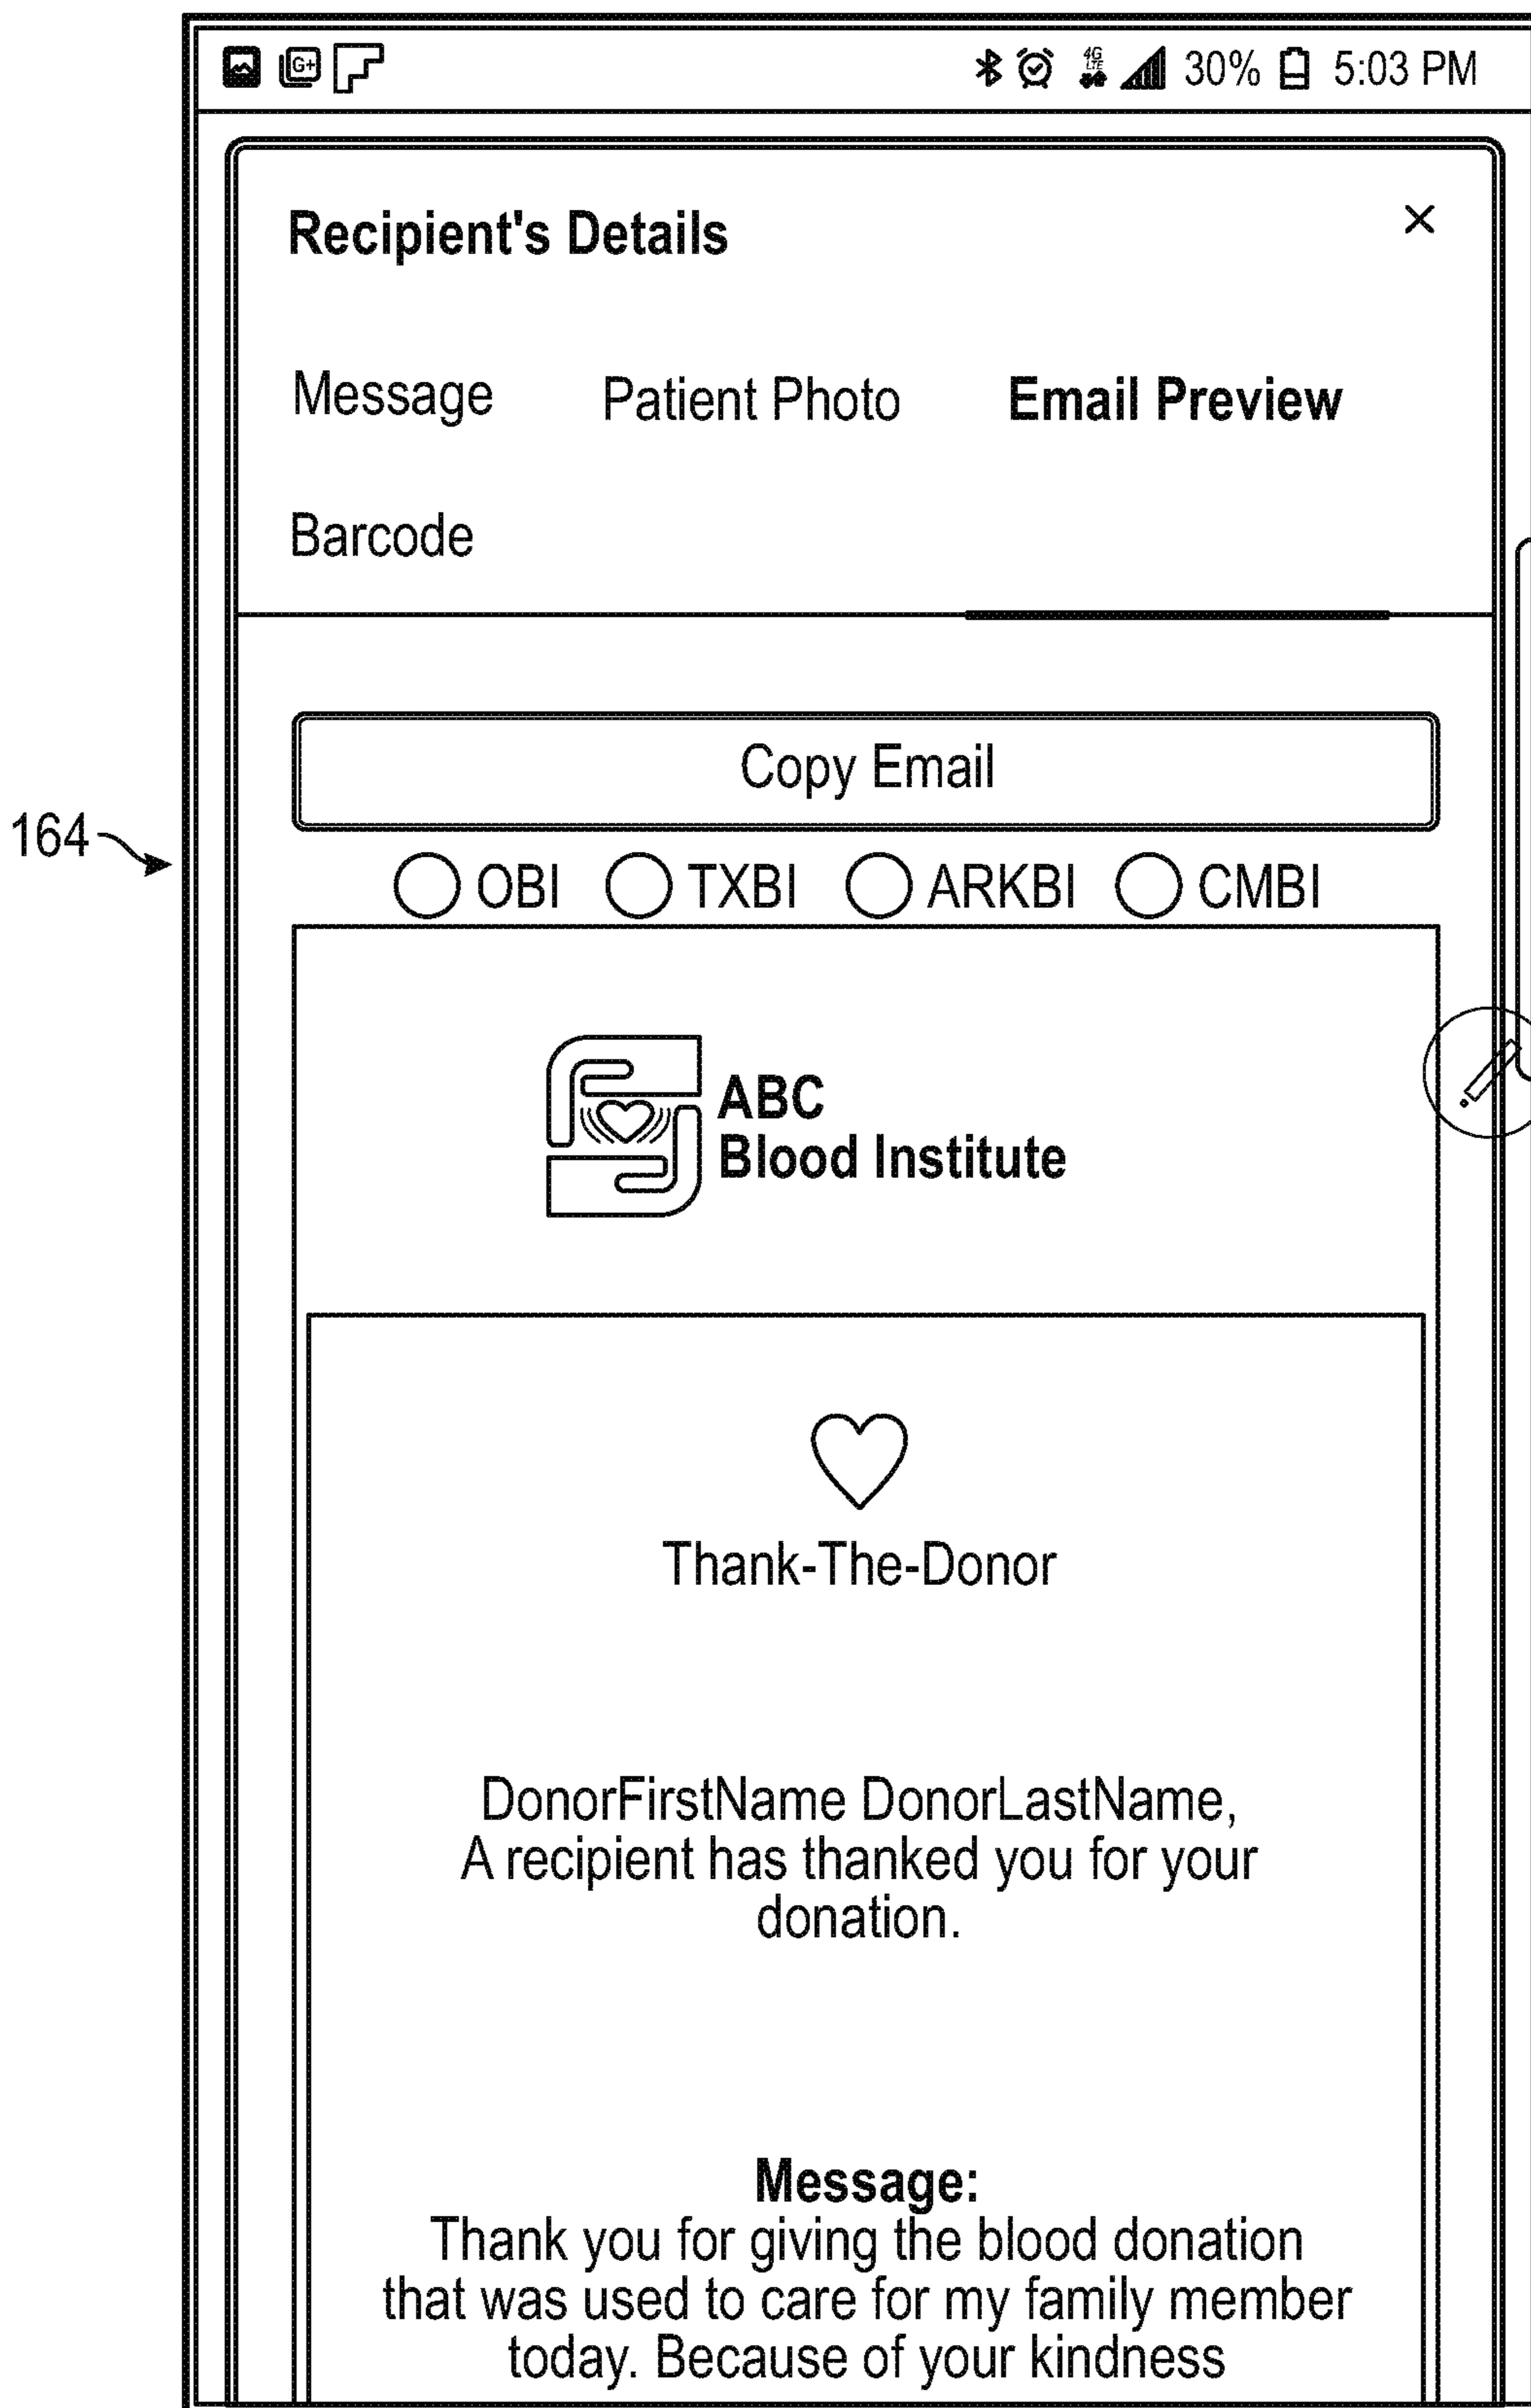 G+ 4G LTE 30% 5:03 PM
Recipient's Details ×
Message Patient Photo Email Preview
Barcode
Copy Email
164
OBI TXBI ARKBI CMBI
ABC
Blood Institute
Thank-The-Donor
DonorFirstName DonorLastName,
A recipient has thanked you for your
donation.
Message:
Thank you for giving the blood donation
that was used to care for my family member
today. Because of your kindness